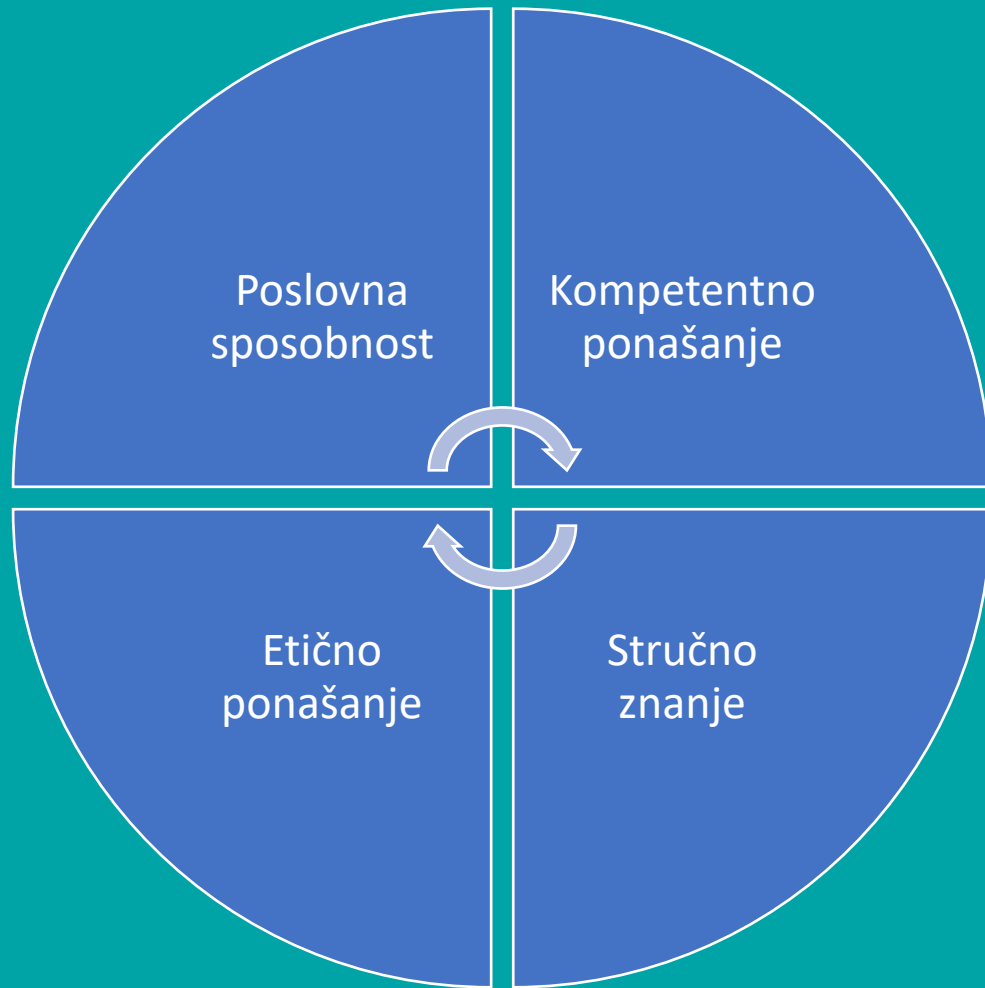 Poslovna
sposobnost
Kompetentno
ponašanje
Etično
ponašanje
Stručno
znanje